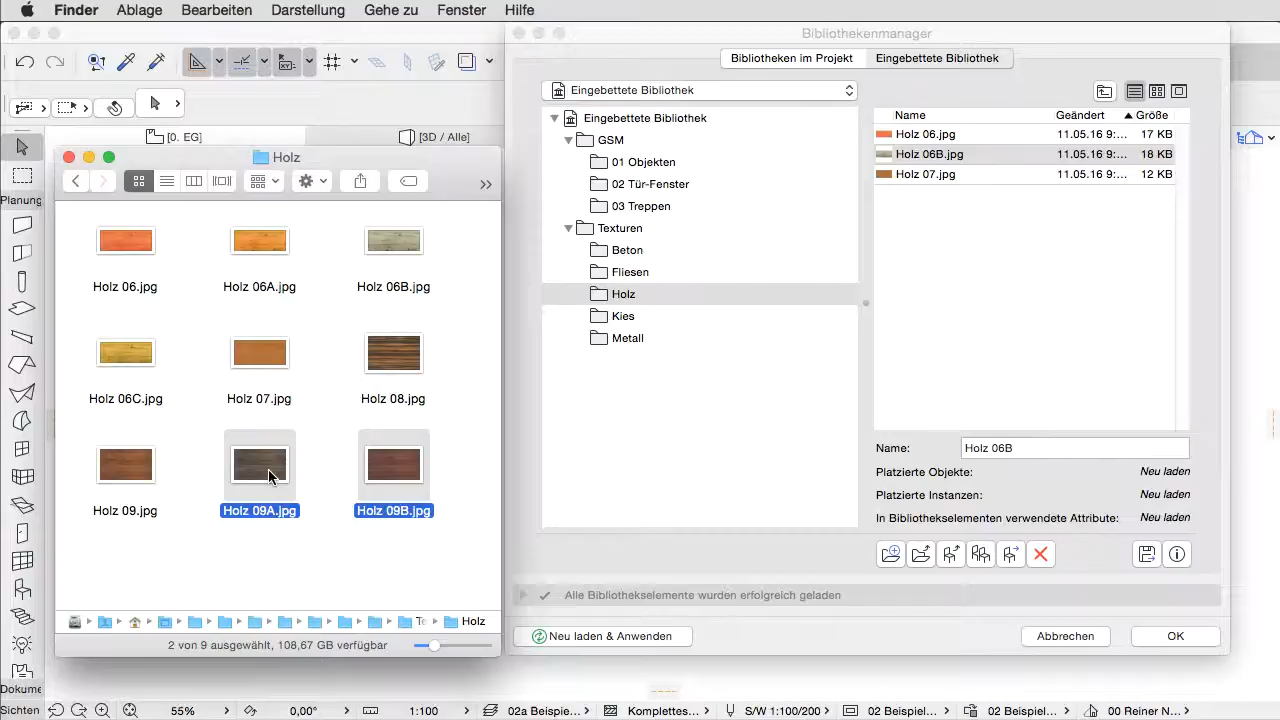 Finder Ablage Bearbeiten Darstellung Gehe zu Fenster Hilfe
Bibliothekenmanager
Bibliotheken im Projekt Eingebettete Bibliothek
Eingebettete Bibliothek
Eingebettete Bibliothek
GSM
01 Objekten
02 Tür-Fenster
03 Treppen
Texturen
Beton
Fliesen
Holz
Kies
Metall
Name Geändert Größe
Holz 06.jpg 11.05.16 9:... 17 KB
Holz 06B.jpg 11.05.16 9:... 18 KB
Holz 07.jpg 11.05.16 9:... 12 KB
Name: Holz 06B
Platzierte Objekte: Neu laden
Platzierte Instanzen: Neu laden
In Bibliothekselementen verwendete Attribute: Neu laden
Alle Bibliothekselemente wurden erfolgreich geladen
Neu laden & Anwenden Abbrechen OK
[0. EG] [3D / Alle]
Planung
Holz
Holz 06.jpg Holz 06A.jpg Holz 06B.jpg
Holz 06C.jpg Holz 07.jpg Holz 08.jpg
Holz 09.jpg Holz 09A.jpg Holz 09B.jpg
Te Holz
2 von 9 ausgewählt, 108,67 GB verfügbar
Dokume
Sichten 55% 0,00° 1:100 02a Beispie... Komplettes... S/W 1:100/200 02 Beispiel... 02 Beispiel... 00 Reiner N...